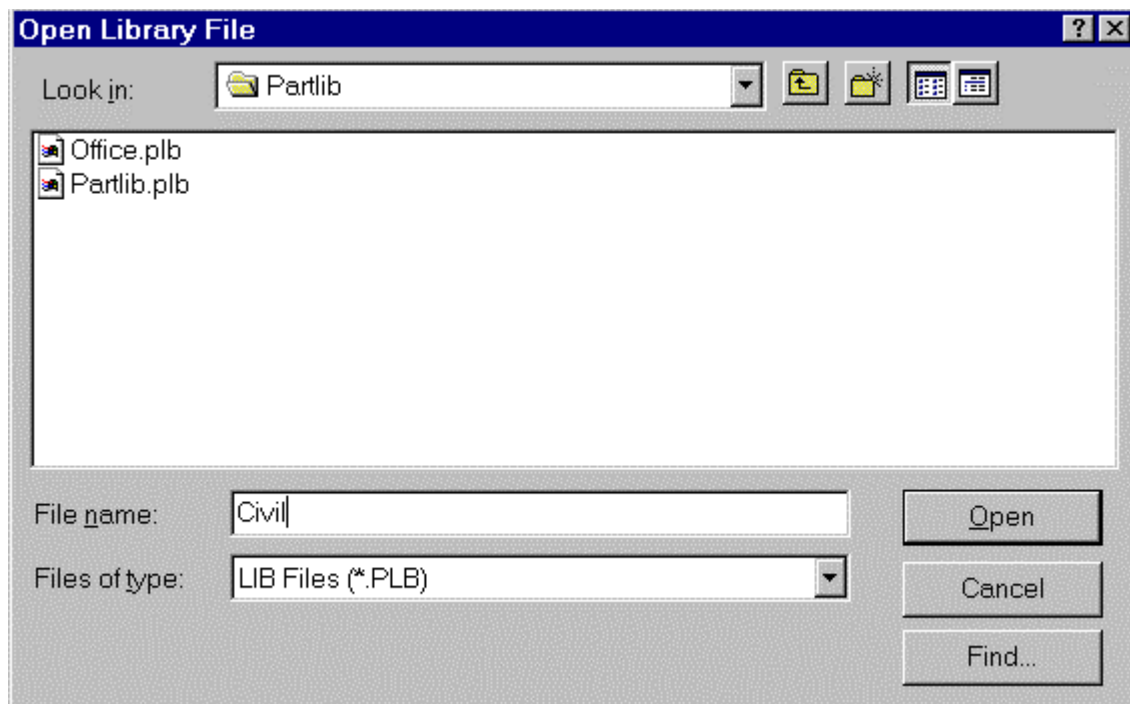 Open Library File
Look in: Partlib
Office.plb
Partlib.plb
File name: Civil Open
Files of type: LIB Files (*.PLB) Cancel
Find...